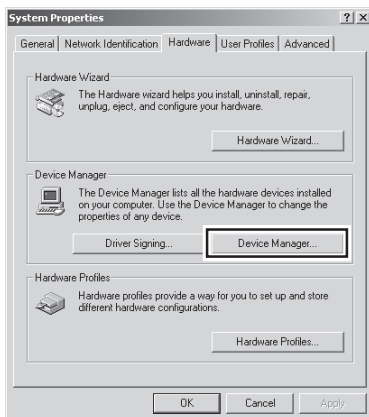 System Properties
General Network Identification Hardware User Profiles Advanced
Hardware Wizard
The Hardware wizard helps you install, uninstall, repair,
unplug, eject, and configure your hardware.
Hardware Wizard...
Device Manager
The Device Manager lists all the hardware devices installed
on your computer. Use the Device Manager to change the
properties of any device.
Driver Signing... Device Manager...
Hardware Profiles
Hardware profiles provide a way for you to set up and store
different hardware configurations.
Hardware Profiles...
OK Cancel Apply